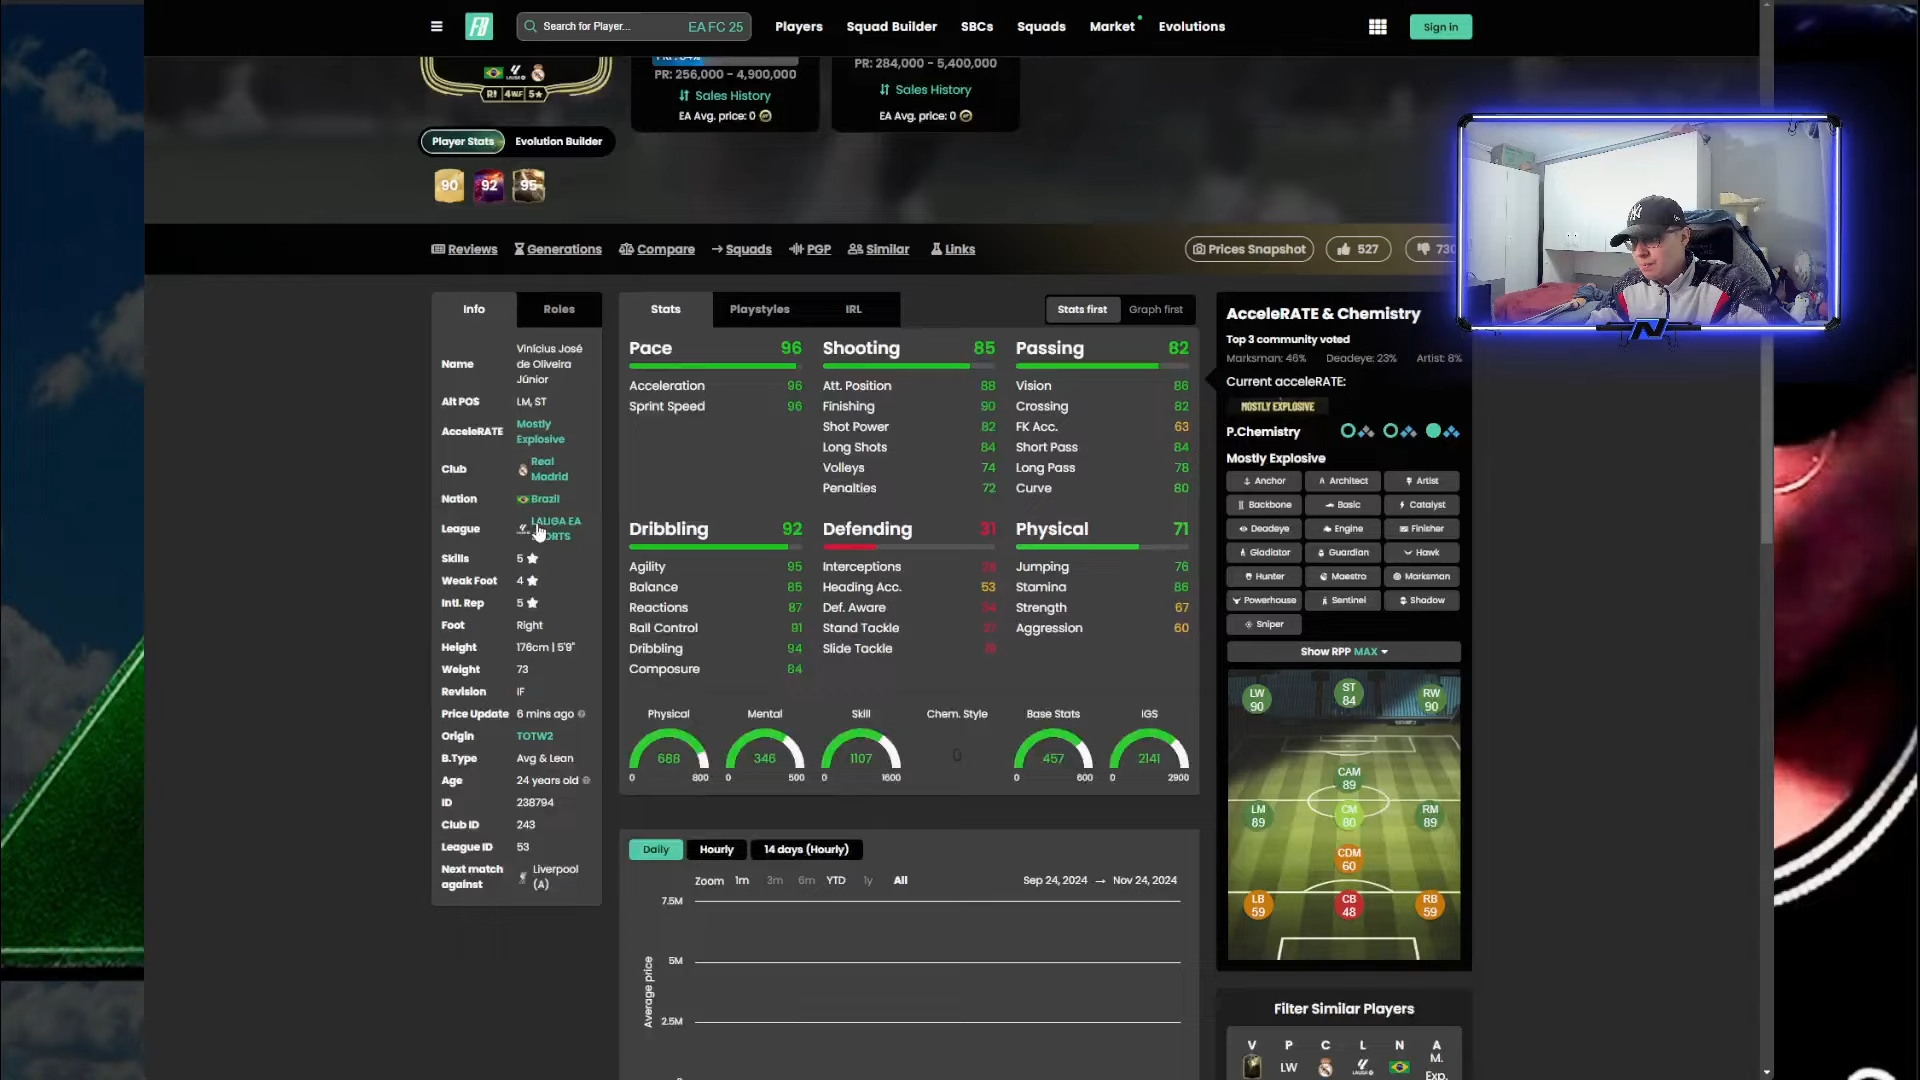 Search for Player... EA FC 25 Players Squad Builder SBCs Squads Market Evolutions Sign in
PR: 256,000 - 4,900,000
PR: 284,000 - 5,400,000
Sales History
Sales History
EA Avg. price: 0
EA Avg. price: 0
4 W.F 5★
Player Stats Evolution Builder
90 92 95
Reviews Generations Compare Squads PGP Similar Links Prices Snapshot 527 730
Info Roles
Name Vinícius José
de Oliveira
Júnior
Alt POS LM, ST
AcceleRATE Mostly
Explosive
Club Real
Madrid
Nation Brazil
League LALIGA EA
Skills 5 ★
Weak Foot 4 ★
Intl. Rep 5 ★
Foot Right
Height 176cm | 5'9"
Weight 73
Revision IF
Price Update 6 mins ago
Origin TOTW2
B.Type Avg & Lean
Age 24 years old
ID 238794
Club ID 243
League ID 53
Next match
against
Liverpool
(A)
Stats Playstyles IRL Stats first Graph first
Pace 96
Acceleration 96
Sprint Speed 96
Shooting 85
Att. Position 88
Finishing 90
Shot Power 82
Long Shots 84
Volleys 74
Penalties 72
Passing 82
Vision 86
Crossing 82
FK Acc. 63
Short Pass 84
Long Pass 78
Curve 80
Dribbling 92
Agility 95
Balance 85
Reactions 87
Ball Control 91
Dribbling 94
Composure 84
Defending 31
Interceptions
Heading Acc. 53
Def. Aware
Stand Tackle
Slide Tackle
Physical 71
Jumping 76
Stamina 86
Strength 67
Aggression 60
Physical Mental Skill Chem. Style Base Stats IGS
688 346 1107 0 457 2141
0 800 0 500 0 1600 0 600 0 2900
Daily Hourly 14 days (Hourly)
Zoom 1m 3m 6m YTD 1y All Sep 24, 2024 → Nov 24, 2024
7.5M
5M
2.5M
Average price
AcceleRATE & Chemistry
Top 3 community voted
Marksman: 46% Deadeye: 23% Artist: 8%
Current acceleRATE:
MOSTLY EXPLOSIVE
P.Chemistry
Mostly Explosive
Anchor Architect Artist
Backbone Basic Catalyst
Deadeye Engine Finisher
Gladiator Guardian Hawk
Hunter Maestro Marksman
Powerhouse Sentinel Shadow
Sniper
Show RPP MAX
LW 90
ST 84
RW 90
CAM 89
LM 89
CM 80
RM 89
CDM 60
LB 59
CB 48
RB 59
Filter Similar Players
V P C L N A
LW
M.
Exp.